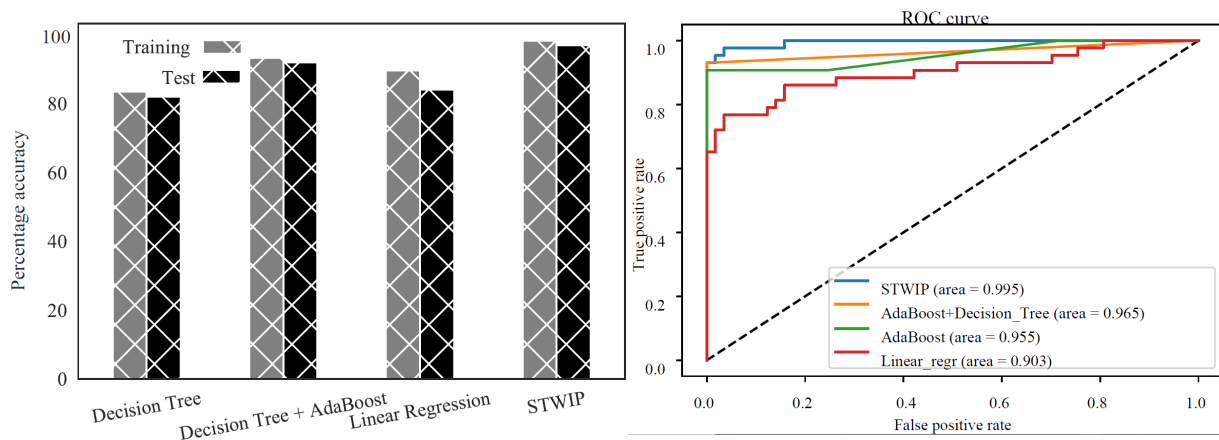 100
80
60
40
20
0
Percentage accuracy
Training
Test
Decision Tree
Decision Tree + AdaBoost
Linear Regression
STWIP
ROC curve
1.0
0.8
0.6
0.4
0.2
0.0
True positive rate
STWIP (area = 0.995)
AdaBoost+Decision_Tree (area = 0.965)
AdaBoost (area = 0.955)
Linear_regr (area = 0.903)
0.0 0.2 0.4 0.6 0.8 1.0
False positive rate